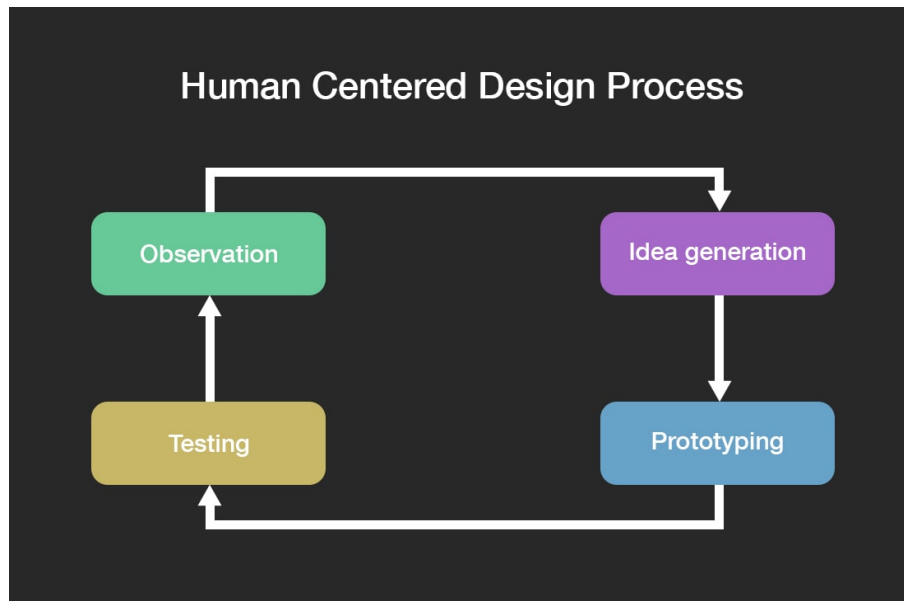 Human Centered Design Process
Observation
Idea generation
Testing
Prototyping